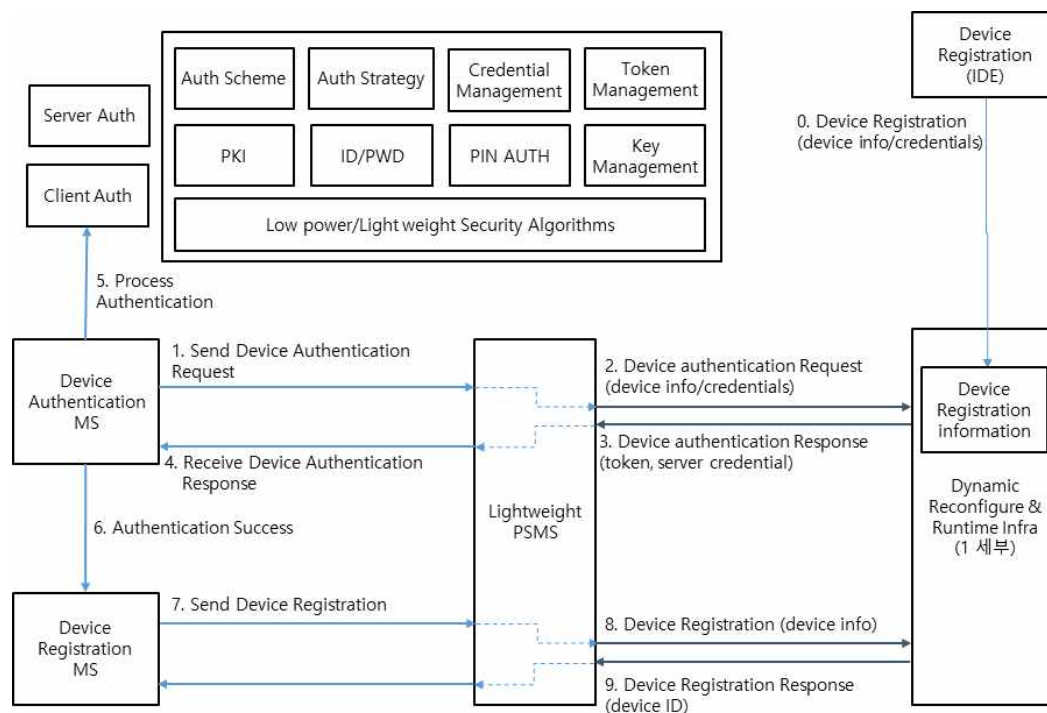 Auth Scheme
Auth Strategy
Credential
Management
Token
Management
PKI
ID/PWD
PIN AUTH
Key
Management
Low power/Light weight Security Algorithms
Server Auth
Client Auth
Device
Registration
(IDE)
0. Device Registration
(device info/credentials)
5. Process
Authentication
Device
Authentication
MS
1. Send Device Authentication
Request
4. Receive Device Authentication
Response
Lightweight
PSMS
2. Device authentication Request
(device info/credentials)
3. Device authentication Response
(token, server credential)
Device
Registration
information
Dynamic
Reconfigure &
Runtime Infra
(1 세부)
6. Authentication Success
Device
Registration
MS
7. Send Device Registration
8. Device Registration (device info)
9. Device Registration Response
(device ID)